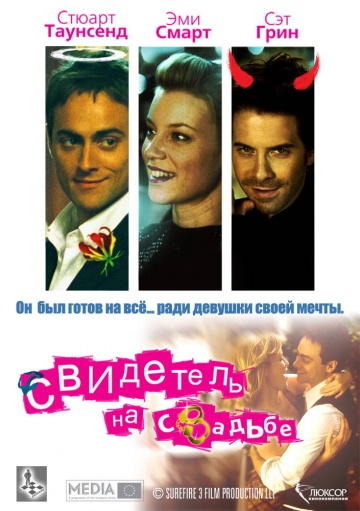 Стюарт
Таунсенд
Эми
Смарт
Сэт
Грин
Он был готов на всё... ради девушки своей мечты.
Свидетель
на свадьбе
MEDIA
© SUREFIRE 3 FILM PRODUCTION LLP
ЛЮКСОР
КИНОКОМПАНИЯ